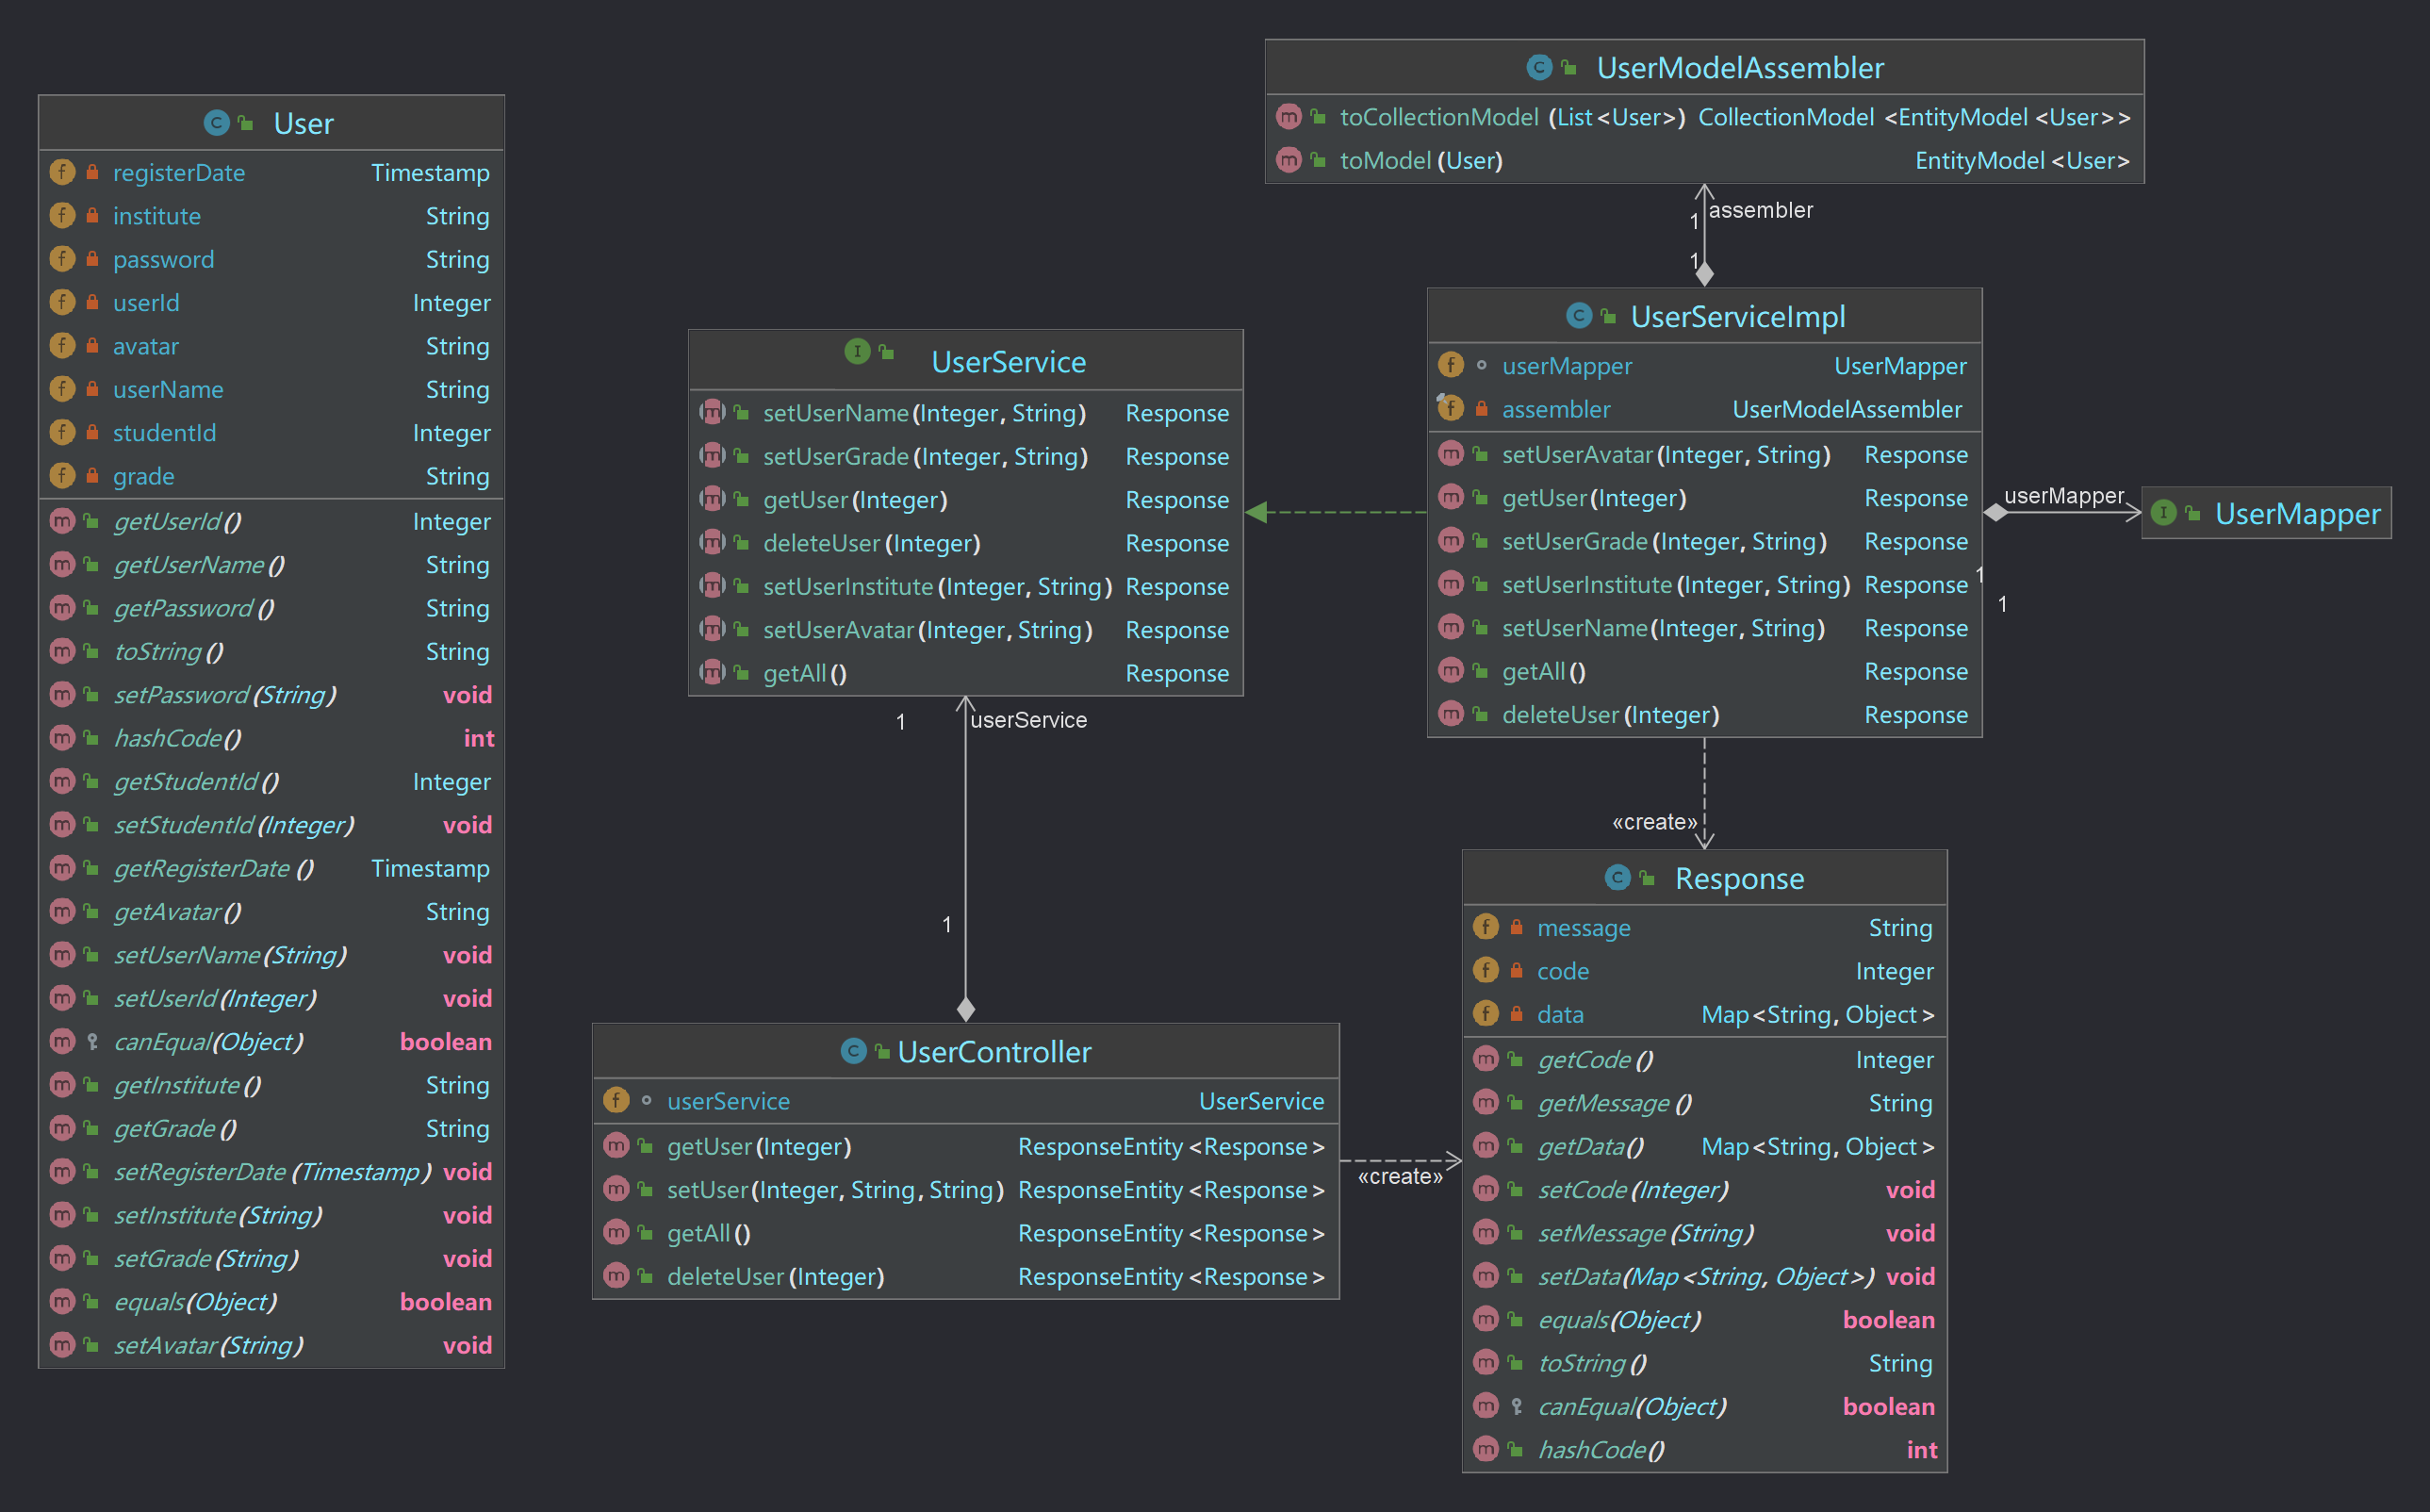 User
registerDate Timestamp
institute String
password String
userId Integer
avatar String
userName String
studentId Integer
grade String
getUserId() Integer
getUserName() String
getPassword() String
toString() String
setPassword(String) void
hashCode() int
getStudentId() Integer
setStudentId(Integer) void
getRegisterDate() Timestamp
getAvatar() String
setUserName(String) void
setUserId(Integer) void
canEqual(Object) boolean
getInstitute() String
getGrade() String
setRegisterDate(Timestamp) void
setInstitute(String) void
setGrade(String) void
equals(Object) boolean
setAvatar(String) void
UserService
setUserName(Integer, String) Response
setUserGrade(Integer, String) Response
getUser(Integer) Response
deleteUser(Integer) Response
setUserInstitute(Integer, String) Response
setUserAvatar(Integer, String) Response
getAll() Response
1
userService
1
UserController
userService UserService
getUser(Integer) ResponseEntity<Response>
setUser(Integer, String, String) ResponseEntity<Response>
getAll() ResponseEntity<Response>
deleteUser(Integer) ResponseEntity<Response>
«create»
UserModelAssembler
toCollectionModel(List<User>) CollectionModel<EntityModel<User>>
toModel(User) EntityModel<User>
assembler
1
1
UserServiceImpl
userMapper UserMapper
assembler UserModelAssembler
setUserAvatar(Integer, String) Response
getUser(Integer) Response
setUserGrade(Integer, String) Response
setUserInstitute(Integer, String) Response
setUserName(Integer, String) Response
getAll() Response
deleteUser(Integer) Response
userMapper
1
1
UserMapper
«create»
Response
message String
code Integer
data Map<String, Object>
getCode() Integer
getMessage() String
getData() Map<String, Object>
setCode(Integer) void
setMessage(String) void
setData(Map<String, Object>) void
equals(Object) boolean
toString() String
canEqual(Object) boolean
hashCode() int